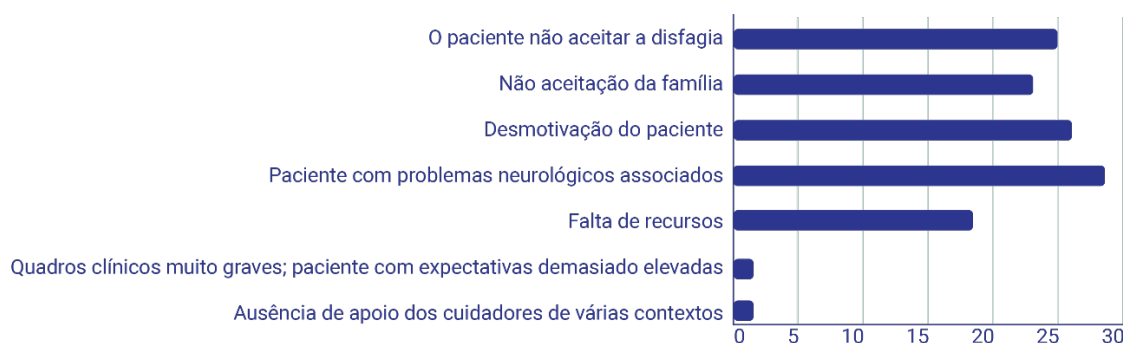 O paciente não aceitar a disfagia
Não aceitação da família
Desmotivação do paciente
Paciente com problemas neurológicos associados
Falta de recursos
Quadros clínicos muito graves; paciente com expectativas demasiado elevadas
Ausência de apoio dos cuidadores de várias contextos
0 5 10 15 20 25 30